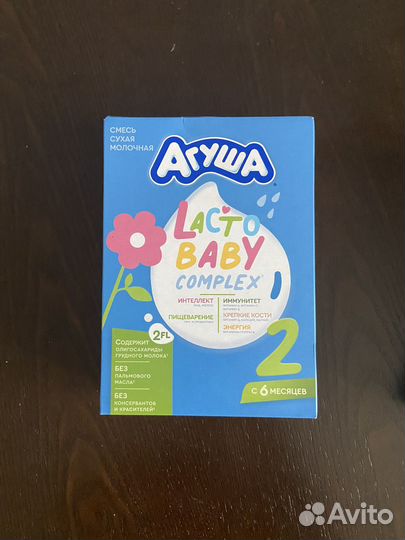 СМЕСЬ
СУХАЯ
МОЛОЧНАЯ
АГУША
LACTO
BABY
COMPLEX
ИНТЕЛЛЕКТ
ИММУНИТЕТ
ПИЩЕВАРЕНИЕ
КРЕПКИЕ КОСТИ
ЭНЕРГИЯ
2
С 6 МЕСЯЦЕВ
СОДЕРЖИТ 2FL
ОЛИГОСАХАРИДЫ
ГРУДНОГО МОЛОКА
БЕЗ
ПАЛЬМОВОГО
МАСЛА
БЕЗ
КОНСЕРВАНТОВ
И КРАСИТЕЛЕЙ
Avito